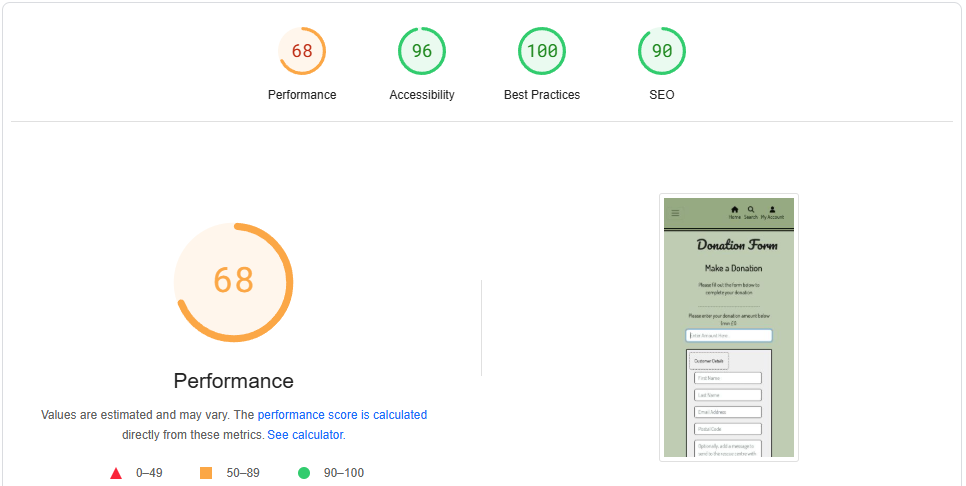 68
96
100
90
Performance
Accessibility
Best Practices
SEO
68
Performance
Values are estimated and may vary. The performance score is calculated
directly from these metrics. See calculator.
0–49
50–89
90–100
Home Search My Account
Donation Form
Make a Donation
Please fill out the form below to
complete your donation
Please enter your donation amount below
Enter Amount Here..
Customer Details
First Name
Last Name
Email Address
Postal Code
Optionally, add a message to
send to the rescue centre with